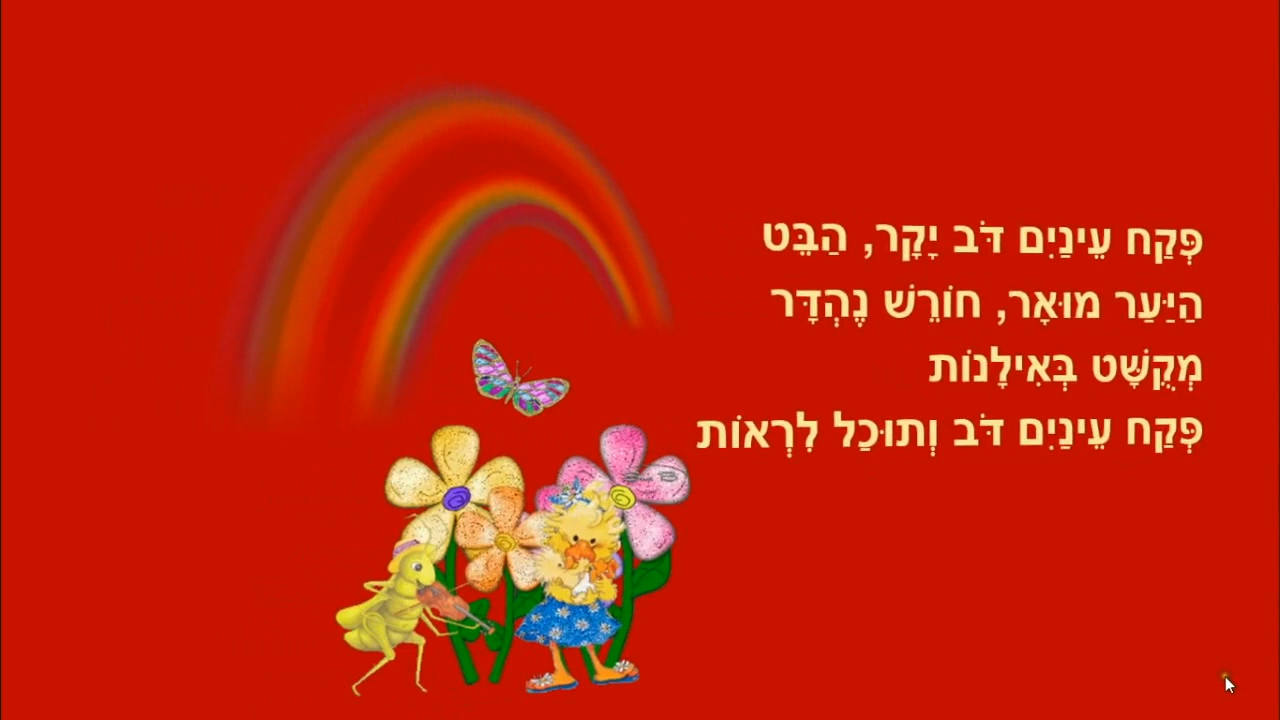 פְּקַח עֵינַיִם דֹּב יָקָר, הַבֵּט
הַיַּעַר מוּאָר, חוֹרֵשׁ נֶהְדָּר
מְקֻשָּׁט בְּאִילָנוֹת
פְּקַח עֵינַיִם דֹּב וְתוּכַל לִרְאוֹת